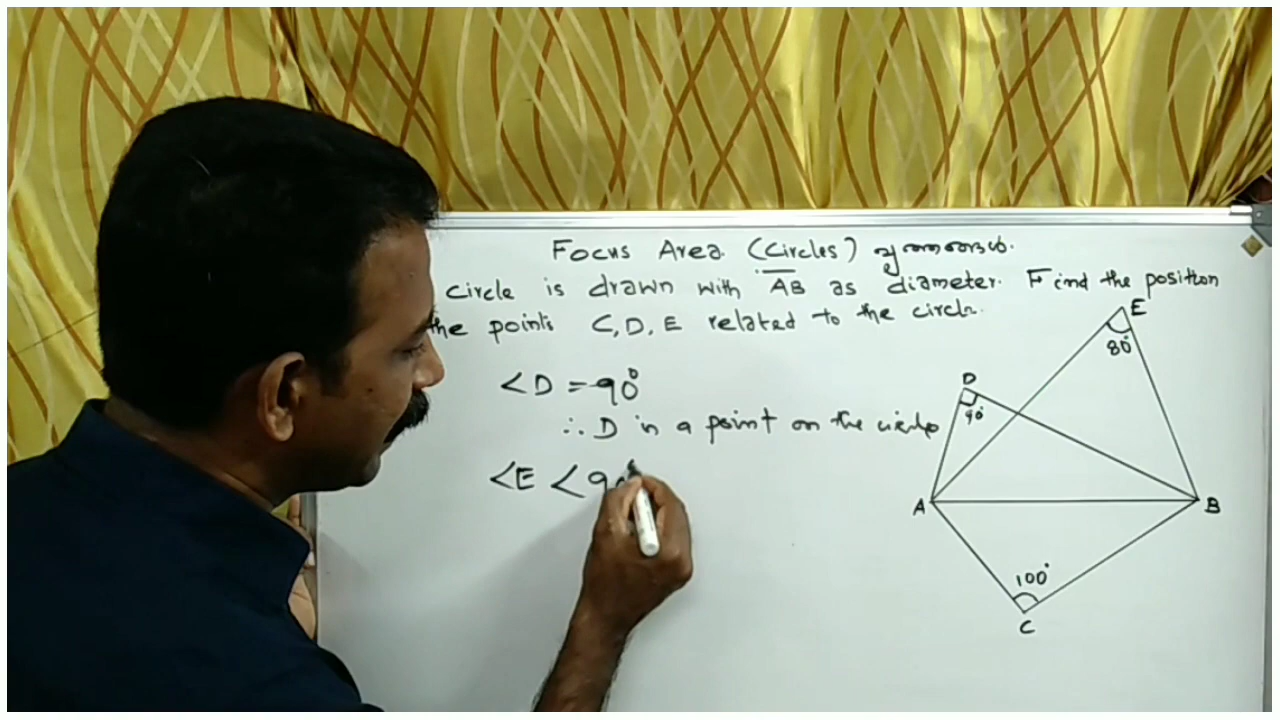 Focus Area (Circles)
circle is drawn with AB as diameter. Find the position
the points C, D, E related to the circle.
<D = 90°
∴ D is a point on the circle
<E < 90°
E
80°
D
90°
A
B
100°
C